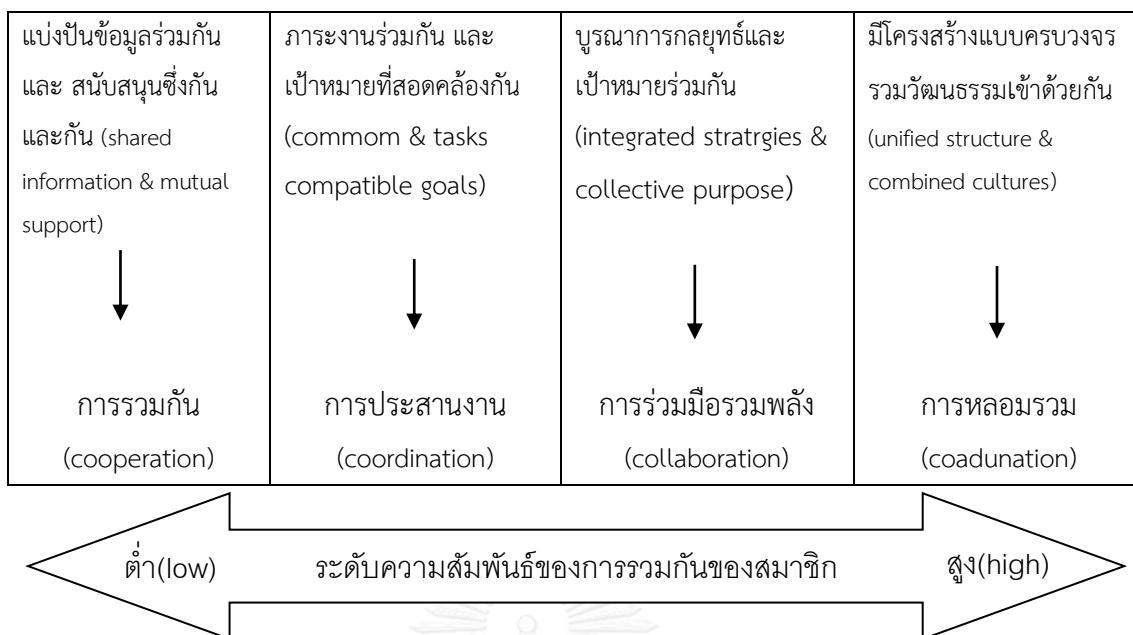 แบ่งปันข้อมูลร่วมกัน
และ สนับสนุนซึ่งกัน
และกัน (shared
information & mutual
support)
การรวมกัน
(cooperation)
ภาระงานร่วมกัน และ
เป้าหมายที่สอดคล้องกัน
(commom & tasks
compatible goals)
การประสานงาน
(coordination)
บูรณาการกลยุทธ์และ
เป้าหมายร่วมกัน
(integrated stratrgies &
collective purpose)
การร่วมมือรวมพลัง
(collaboration)
มีโครงสร้างแบบครบวงจร
รวมวัฒนธรรมเข้าด้วยกัน
(unified structure &
combined cultures)
การหลอมรวม
(coadunation)
ต่ำ(low) ระดับความสัมพันธ์ของการรวมกันของสมาชิก สูง(high)